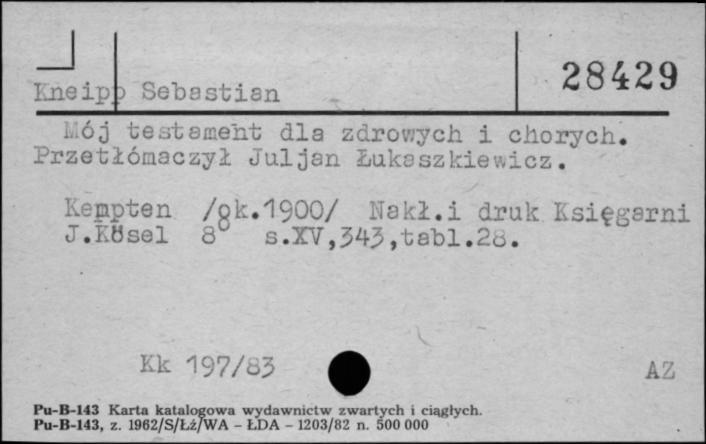 28429
Kneipp Sebastian
Mój testament dla zdrowych i chorych.
Przetłómaczył Juljan Łukaszkiewicz.
Kempten /ok.1900/ Nakł.i druk Księgarni
J.Kösel 8° s.XV,343,tabl.28.
Kk 197/83
AZ
Pu-B-143 Karta katalogowa wydawnictw zwartych i ciągłych.
Pu-B-143, z. 1962/S/Łź/WA - ŁDA - 1203/82 n. 500 000